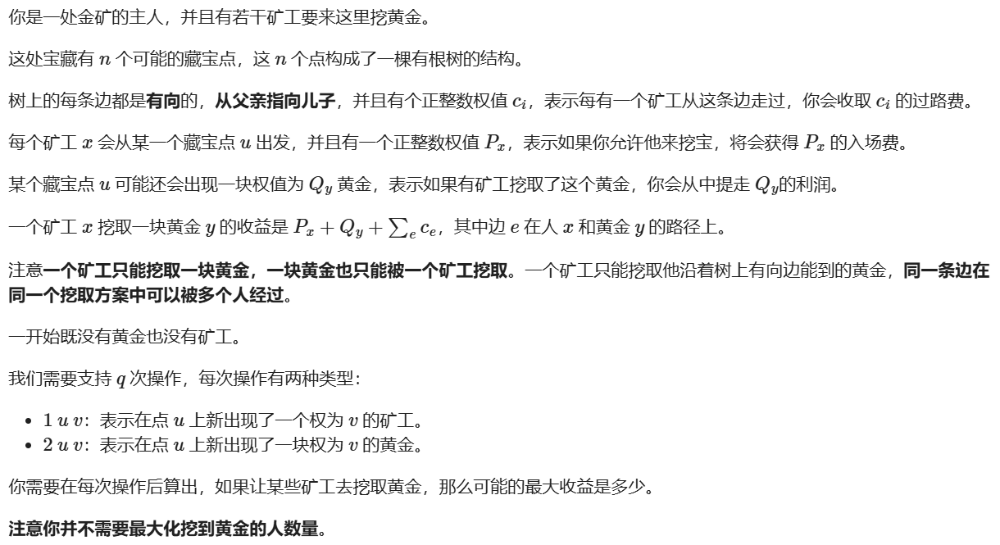 你是一处金矿的主人，并且有若干矿工要来这里挖黄金。
这处宝藏有 n 个可能的藏宝点，这 n 个点构成了一棵有根树的结构。
树上的每条边都是有向的，从父亲指向儿子，并且有个正整数权值 c_i，表示每有一个矿工从这条边走过，你会收取 c_i 的过路费。
每个矿工 x 会从某一个藏宝点 u 出发，并且有一个正整数权值 P_x，表示如果你允许他来挖宝，将会获得 P_x 的入场费。
某个藏宝点 u 可能还会出现一块权值为 Q_y 黄金，表示如果有矿工挖取了这个黄金，你会从中提走 Q_y的利润。
一个矿工 x 挖取一块黄金 y 的收益是 P_x + Q_y + ∑_e c_e，其中边 e 在人 x 和黄金 y 的路径上。
注意一个矿工只能挖取一块黄金，一块黄金也只能被一个矿工挖取。一个矿工只能挖取他沿着树上有向边能到的黄金，同一条边在
同一个挖取方案中可以被多个人经过。
一开始既没有黄金也没有矿工。
我们需要支持 q 次操作，每次操作有两种类型：
• 1 u v：表示在点 u 上新出现了一个权为 v 的矿工。
• 2 u v：表示在点 u 上新出现了一块权为 v 的黄金。
你需要在每次操作后算出，如果让某些矿工去挖取黄金，那么可能的最大收益是多少。
注意你并不需要最大化挖到黄金的人数量。